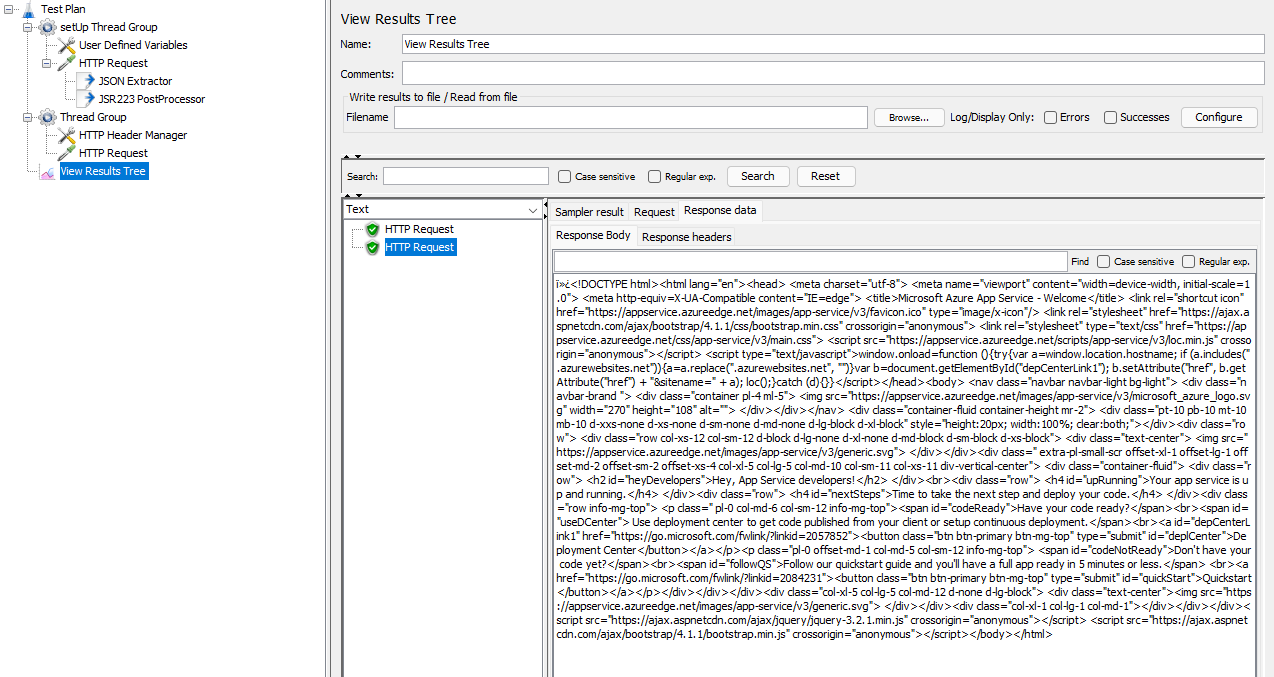 Test Plan
setUp Thread Group
User Defined Variables
HTTP Request
JSON Extractor
JSR223 PostProcessor
Thread Group
HTTP Header Manager
HTTP Request
View Results Tree
View Results Tree
Name: View Results Tree
Comments:
Write results to file / Read from file
Filename Browse... Log/Display Only: Errors Successes Configure
Search: Case sensitive Regular exp. Search Reset
Text
HTTP Request
HTTP Request
Sampler result Request Response data
Response Body Response headers
Find Case sensitive Regular exp.
ï»¿<!DOCTYPE html><html lang="en"><head> <meta charset="utf-8"> <meta name="viewport" content="width=device-width, initial-scale=1
.0"> <meta http-equiv=X-UA-Compatible content="IE=edge"> <title>Microsoft Azure App Service - Welcome</title> <link rel="shortcut icon"
href="https://appservice.azureedge.net/images/app-service/v3/favicon.ico" type="image/x-icon"/> <link rel="stylesheet" href="https://ajax.a
spnetcdn.com/ajax/bootstrap/4.1.1/css/bootstrap.min.css" crossorigin="anonymous"> <link rel="stylesheet" type="text/css" href="https://ap
pservice.azureedge.net/css/app-service/v3/main.css"> <script src="https://appservice.azureedge.net/scripts/app-service/v3/loc.min.js" crosso
rigin="anonymous"></script> <script type="text/javascript">window.onload=function (){try{var a=window.location.hostname; if (a.includes("
.azurewebsites.net")){a=a.replace(".azurewebsites.net", "")}var b=document.getElementById("depCenterLink1"); b.setAttribute("href", b.get
Attribute("href") + "&sitename=" + a); loc();}catch (d){}}</script></head><body> <nav class="navbar navbar-light bg-light"> <div class="n
avbar-brand "> <div class="container pl-4 ml-5"> <img src="https://appservice.azureedge.net/images/app-service/v3/microsoft_azure_logo.sv
g" width="270" height="108" alt=""> </div></div></nav> <div class="container-fluid container-height mr-2"> <div class="pt-10 pb-10 mt-10
mb-10 d-xxs-none d-xs-none d-sm-none d-md-none d-lg-block d-xl-block" style="height:20px; width:100%; clear:both;"></div><div class="ro
w"> <div class="row col-xs-12 col-sm-12 d-block d-lg-none d-xl-none d-md-block d-sm-block d-xs-block"> <div class="text-center"> <img src="
https://appservice.azureedge.net/images/app-service/v3/generic.svg"> </div></div><div class=" extra-pl-small-scr offset-xl-1 offset-lg-1 off
set-md-2 offset-sm-2 offset-xs-4 col-xl-5 col-lg-5 col-md-10 col-sm-11 col-xs-11 div-vertical-center"> <div class="container-fluid"> <div class="r
ow"> <h2 id="heyDevelopers">Hey, App Service developers!</h2> </div><br><div class="row"> <h4 id="upRunning">Your app service is u
p and running.</h4> </div><div class="row"> <h4 id="nextSteps">Time to take the next step and deploy your code.</h4> </div><div class
="row info-mg-top"> <p class=" pl-0 col-md-6 col-sm-12 info-mg-top"><span id="codeReady">Have your code ready?</span><br><span id=
"useDCenter"> Use deployment center to get code published from your client or setup continuous deployment.</span><br><a id="depCenterL
ink1" href="https://go.microsoft.com/fwlink/?linkid=2057852"><button class="btn btn-primary btn-mg-top" type="submit" id="deplCenter">De
ployment Center</button></a></p><p class="pl-0 offset-md-1 col-md-5 col-sm-12 info-mg-top"> <span id="codeNotReady">Don't have your
code yet?</span><br><span id="followQS">Follow our quickstart guide and you'll have a full app ready in 5 minutes or less.</span> <br><a
href="https://go.microsoft.com/fwlink/?linkid=2084231"><button class="btn btn-primary btn-mg-top" type="submit" id="quickStart">Quickstart
</button></a></p></div></div></div><div class="col-xl-5 col-lg-5 col-md-12 d-none d-lg-block"> <div class="text-center"><img src="https
://appservice.azureedge.net/images/app-service/v3/generic.svg"> </div></div><div class="col-xl-1 col-lg-1 col-md-1"></div></div></div><
script src="https://ajax.aspnetcdn.com/ajax/jquery/jquery-3.2.1.min.js" crossorigin="anonymous"></script> <script src="https://ajax.aspnet
cdn.com/ajax/bootstrap/4.1.1/bootstrap.min.js" crossorigin="anonymous"></script></body></html>